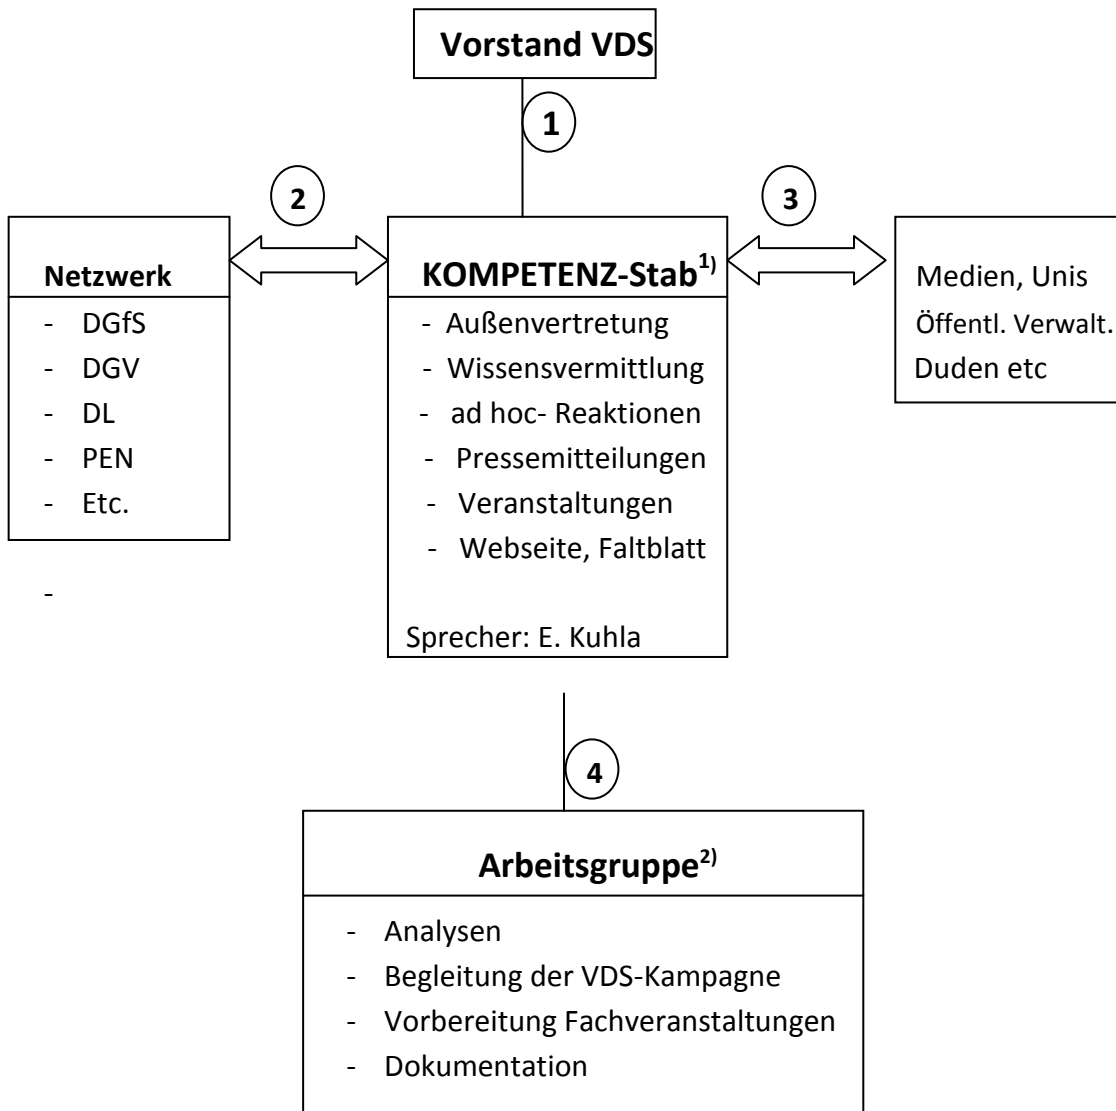 Vorstand VDS
1
2
3
Netzwerk
- DGfS
- DGV
- DL
- PEN
- Etc.
-
KOMPETENZ-Stab1)
- Außenvertretung
- Wissensvermittlung
- ad hoc- Reaktionen
- Pressemitteilungen
- Veranstaltungen
- Webseite, Faltblatt
Sprecher: E. Kuhla
Medien, Unis
Öffentl. Verwalt.
Duden etc
4
Arbeitsgruppe2)
- Analysen
- Begleitung der VDS-Kampagne
- Vorbereitung Fachveranstaltungen
- Dokumentation